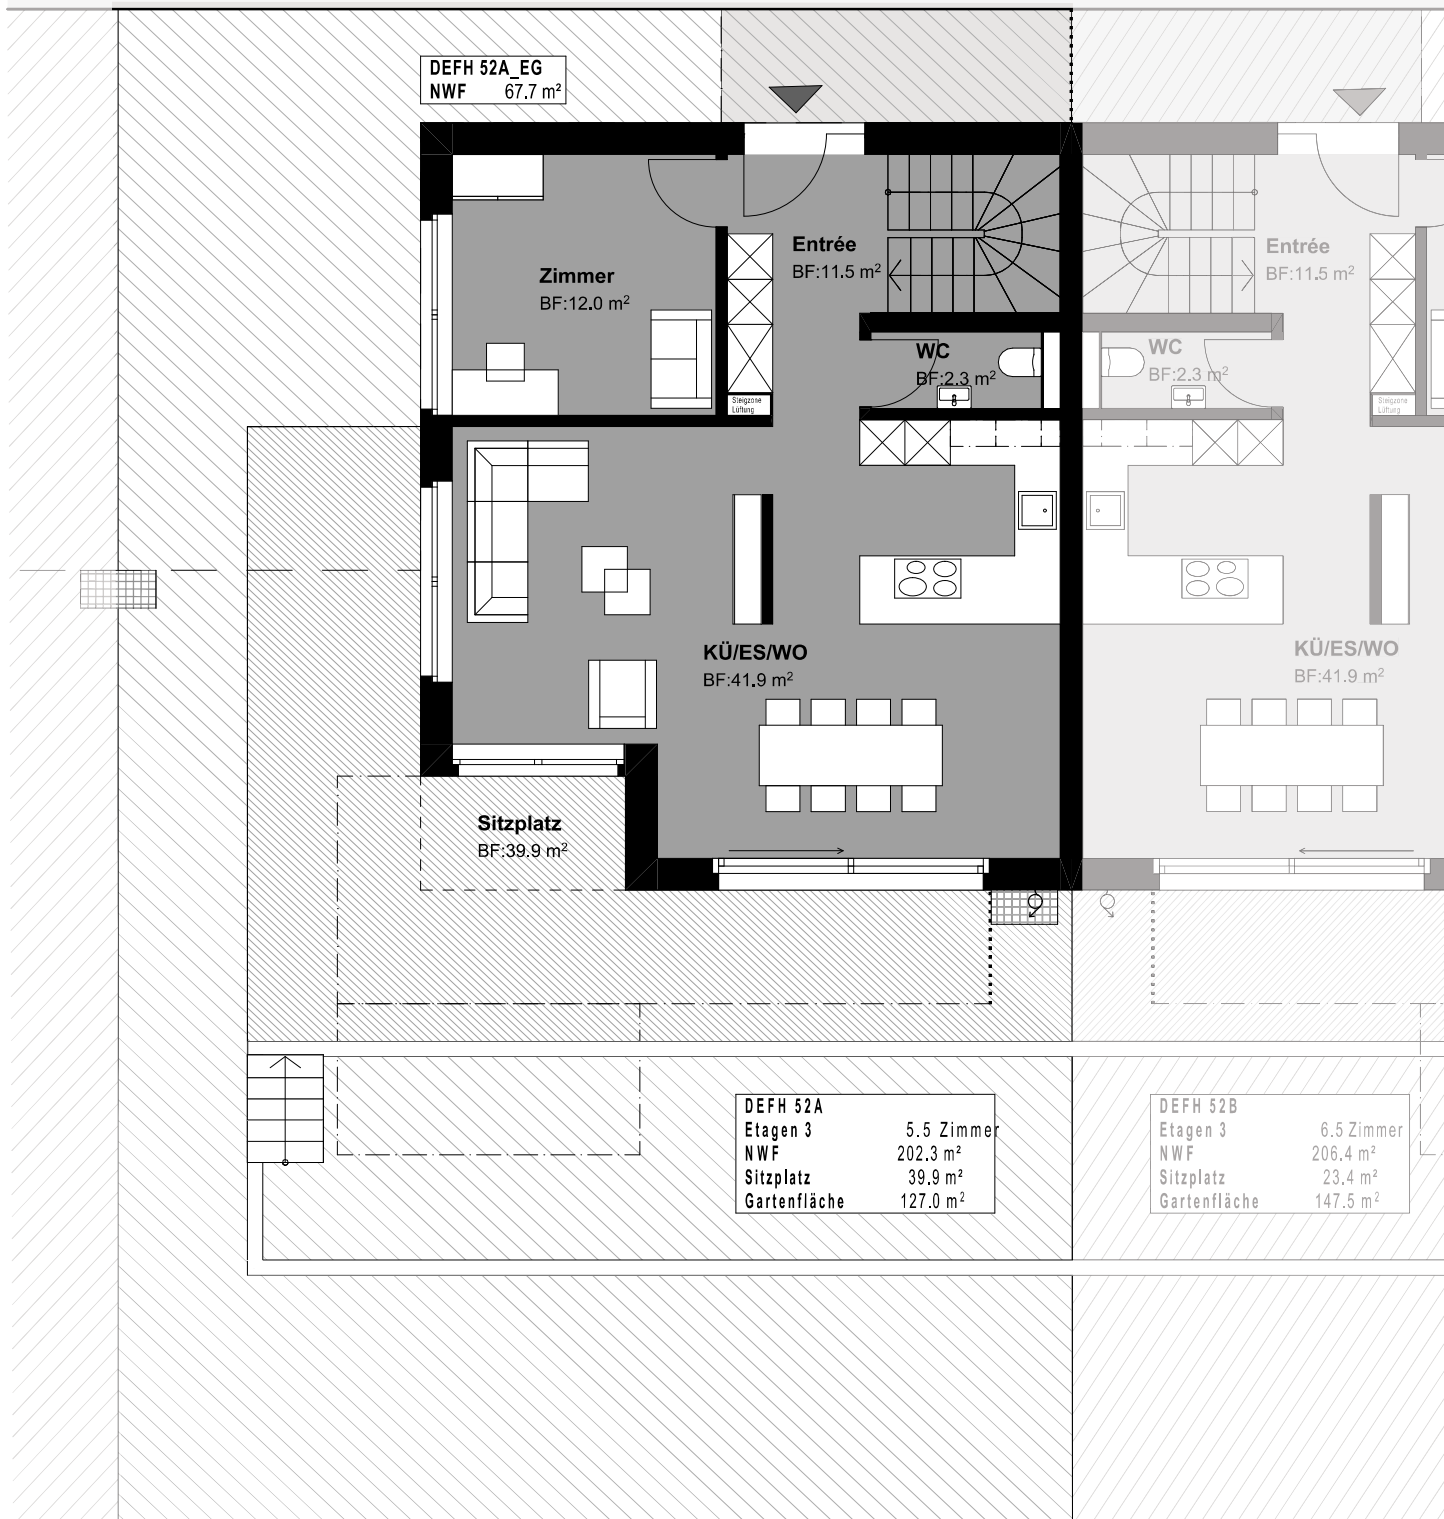 DEFH 52A_EG
NWF 67.7 m²
Entrée
BF:11.5 m²
Entrée
BF:11.5 m²
Zimmer
BF:12.0 m²
WC
BF:2.3 m²
WC
BF:2.3 m²
Steigzone
Lüftung
Steigzone
Lüftung
KÜ/ES/WO
BF:41.9 m²
KÜ/ES/WO
BF:41.9 m²
Sitzplatz
BF:39.9 m²
DEFH 52A
Etagen 3 5.5 Zimmer
NWF 202.3 m²
Sitzplatz 39.9 m²
Gartenfläche 127.0 m²
DEFH 52B
Etagen 3 6.5 Zimmer
NWF 206.4 m²
Sitzplatz 23.4 m²
Gartenfläche 147.5 m²